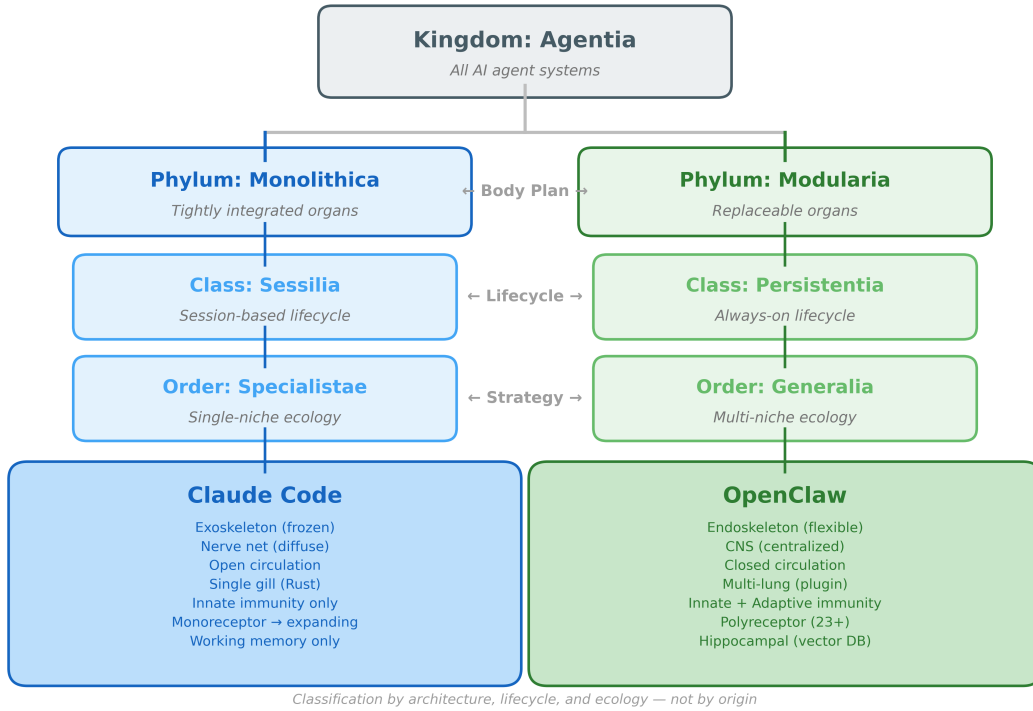 Kingdom: Agentia
All AI agent systems
Phylum: Monolithica
Tightly integrated organs
← Body Plan →
Phylum: Modularia
Replaceable organs
Class: Sessilia
Session-based lifecycle
← Lifecycle →
Class: Persistentia
Always-on lifecycle
Order: Specialistae
Single-niche ecology
← Strategy →
Order: Generalia
Multi-niche ecology
Claude Code
Exoskeleton (frozen)
Nerve net (diffuse)
Open circulation
Single gill (Rust)
Innate immunity only
Monoreceptor → expanding
Working memory only
OpenClaw
Endoskeleton (flexible)
CNS (centralized)
Closed circulation
Multi-lung (plugin)
Innate + Adaptive immunity
Polyreceptor (23+)
Hippocampal (vector DB)
Classification by architecture, lifecycle, and ecology — not by origin